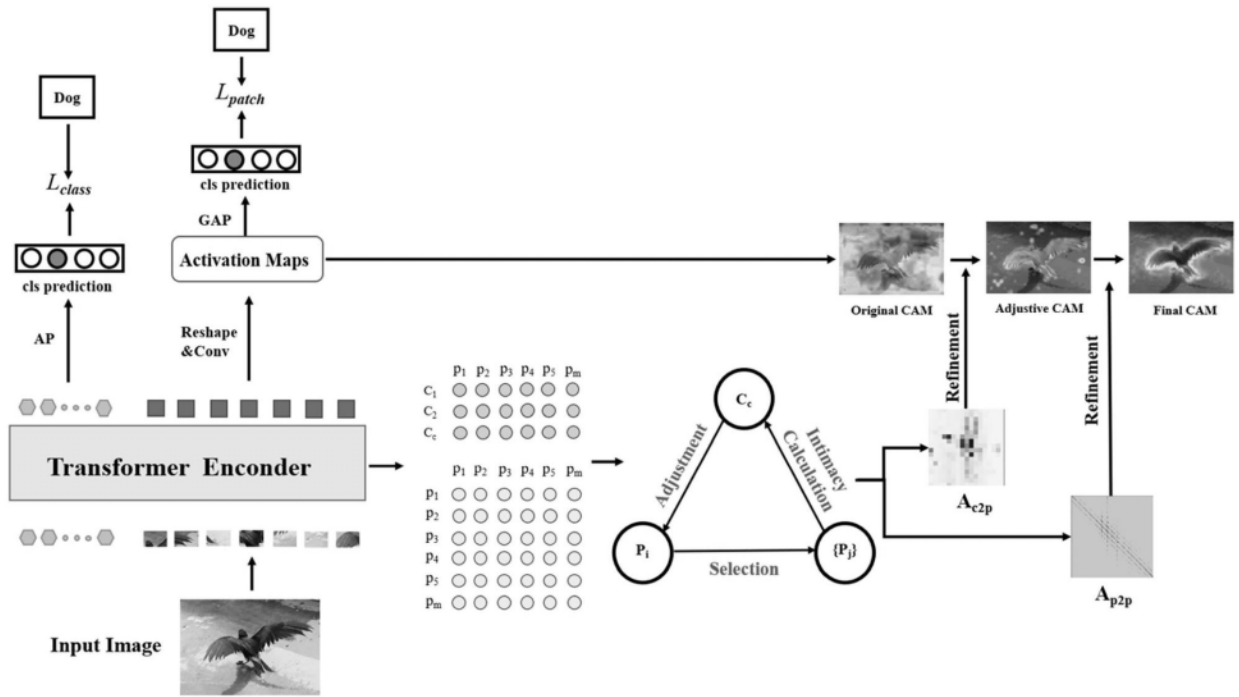 Dog
L_patch
cls prediction
GAP
Activation Maps
Reshape
&Conv
Dog
L_class
cls prediction
AP
Transformer Enconder
Input Image
p1 p2 p3 p4 p5 pm
C1
C2
Cc
p1 p2 p3 p4 p5 pm
p1
p2
p3
p4
p5
pm
Cc
Adjustment
Intimacy
Calculation
Pi
Selection
{Pj}
Original CAM
Adjustive CAM
Final CAM
Refinement
Refinement
Ac2p
Ap2p